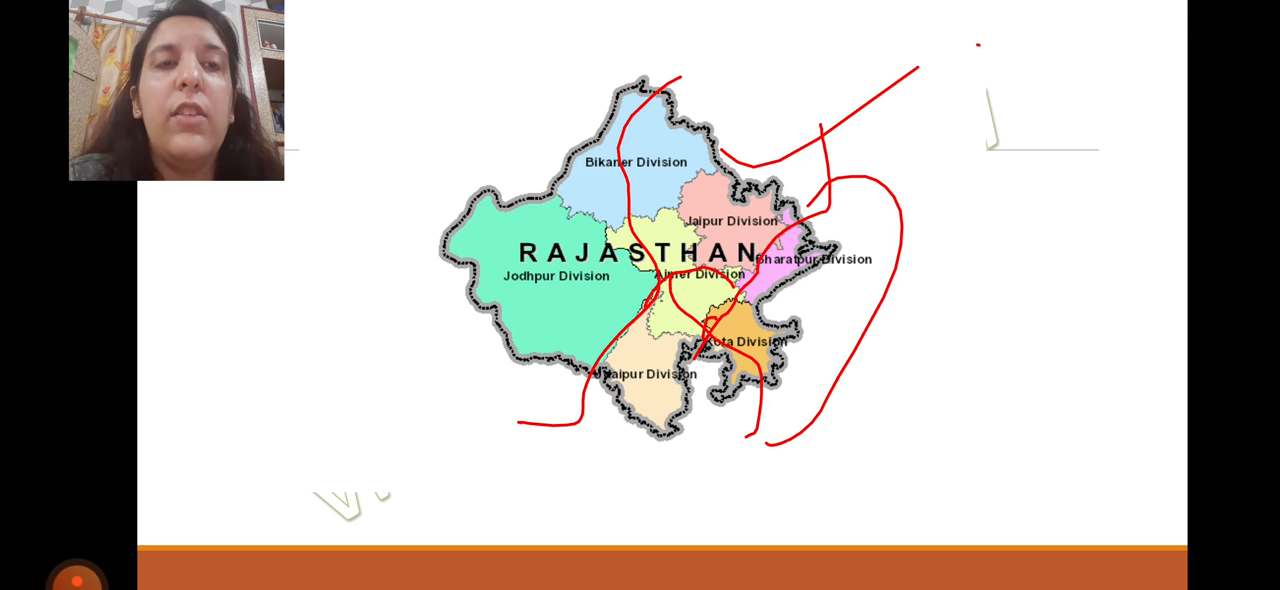 Bikaner Division
Jaipur Division
RAJASTHAN
Bharatpur Division
Jodhpur Division
Ajmer Division
Kota Division
Udaipur Division